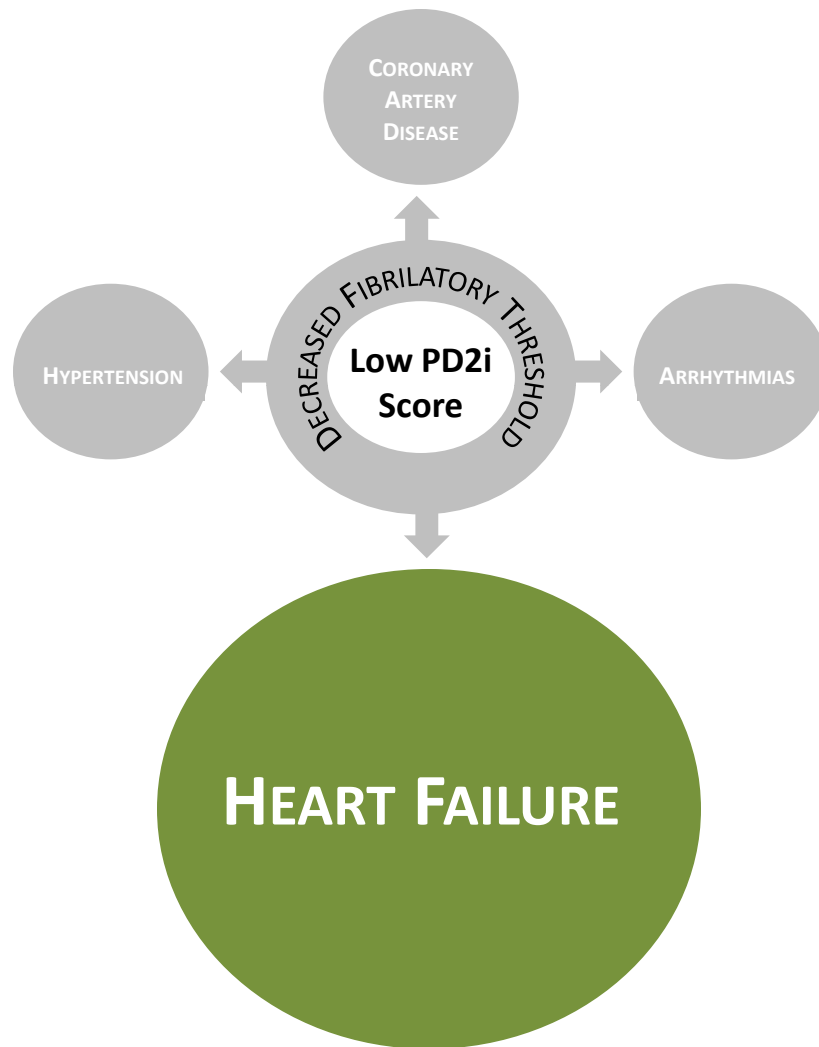 CORONARY
ARTERY
DISEASE
DECREASED FIBRILATORY THRESHOLD
Low PD2i
Score
HYPERTENSION
ARRHYTHMIAS
HEART FAILURE